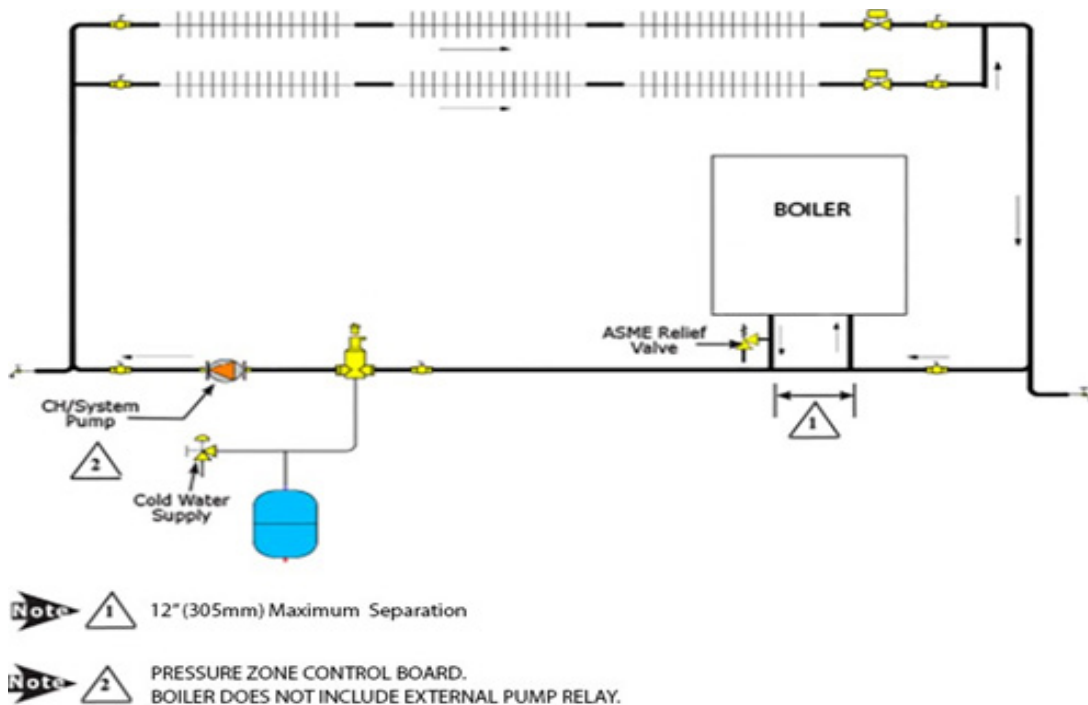 BOILER
ASME Relief
Valve
CH/System
Pump
1
2
Cold Water
Supply
Note 1 12" (305mm) Maximum Separation
Note 2 PRESSURE ZONE CONTROL BOARD.
BOILER DOES NOT INCLUDE EXTERNAL PUMP RELAY.